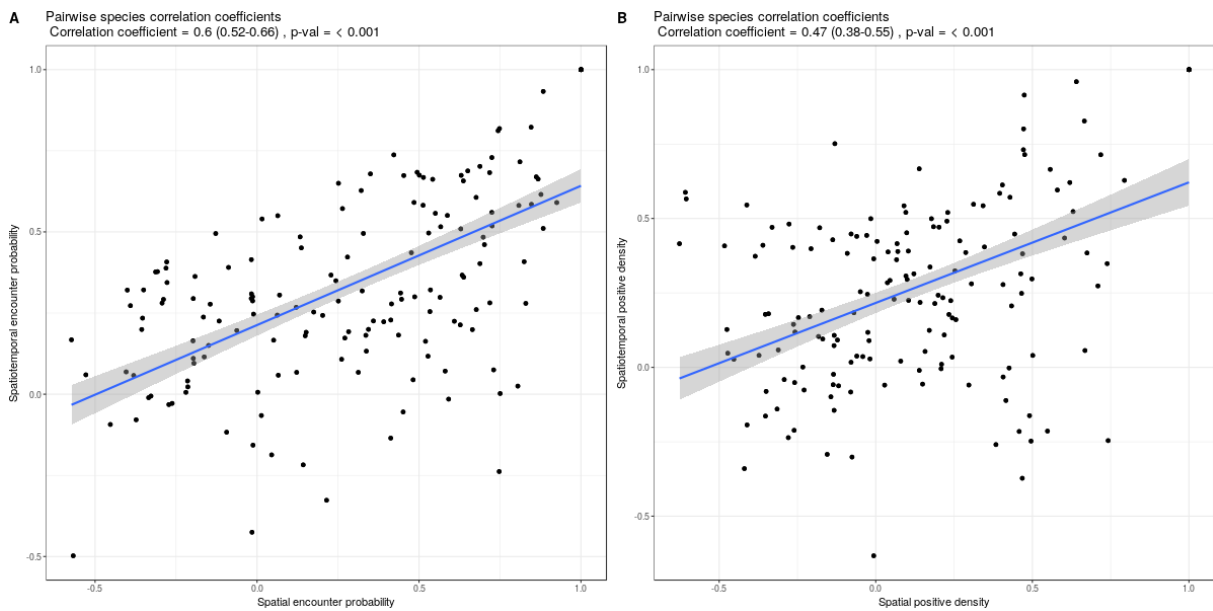 A
Pairwise species correlation coefficients
Correlation coefficient = 0.6 (0.52-0.66) , p-val = < 0.001
1.0
0.5
0.0
-0.5
Spatiotemporal encounter probability
-0.5
0.0
0.5
1.0
Spatial encounter probability
B
Pairwise species correlation coefficients
Correlation coefficient = 0.47 (0.38-0.55) , p-val = < 0.001
1.0
0.5
0.0
-0.5
Spatiotemporal positive density
-0.5
0.0
0.5
1.0
Spatial positive density